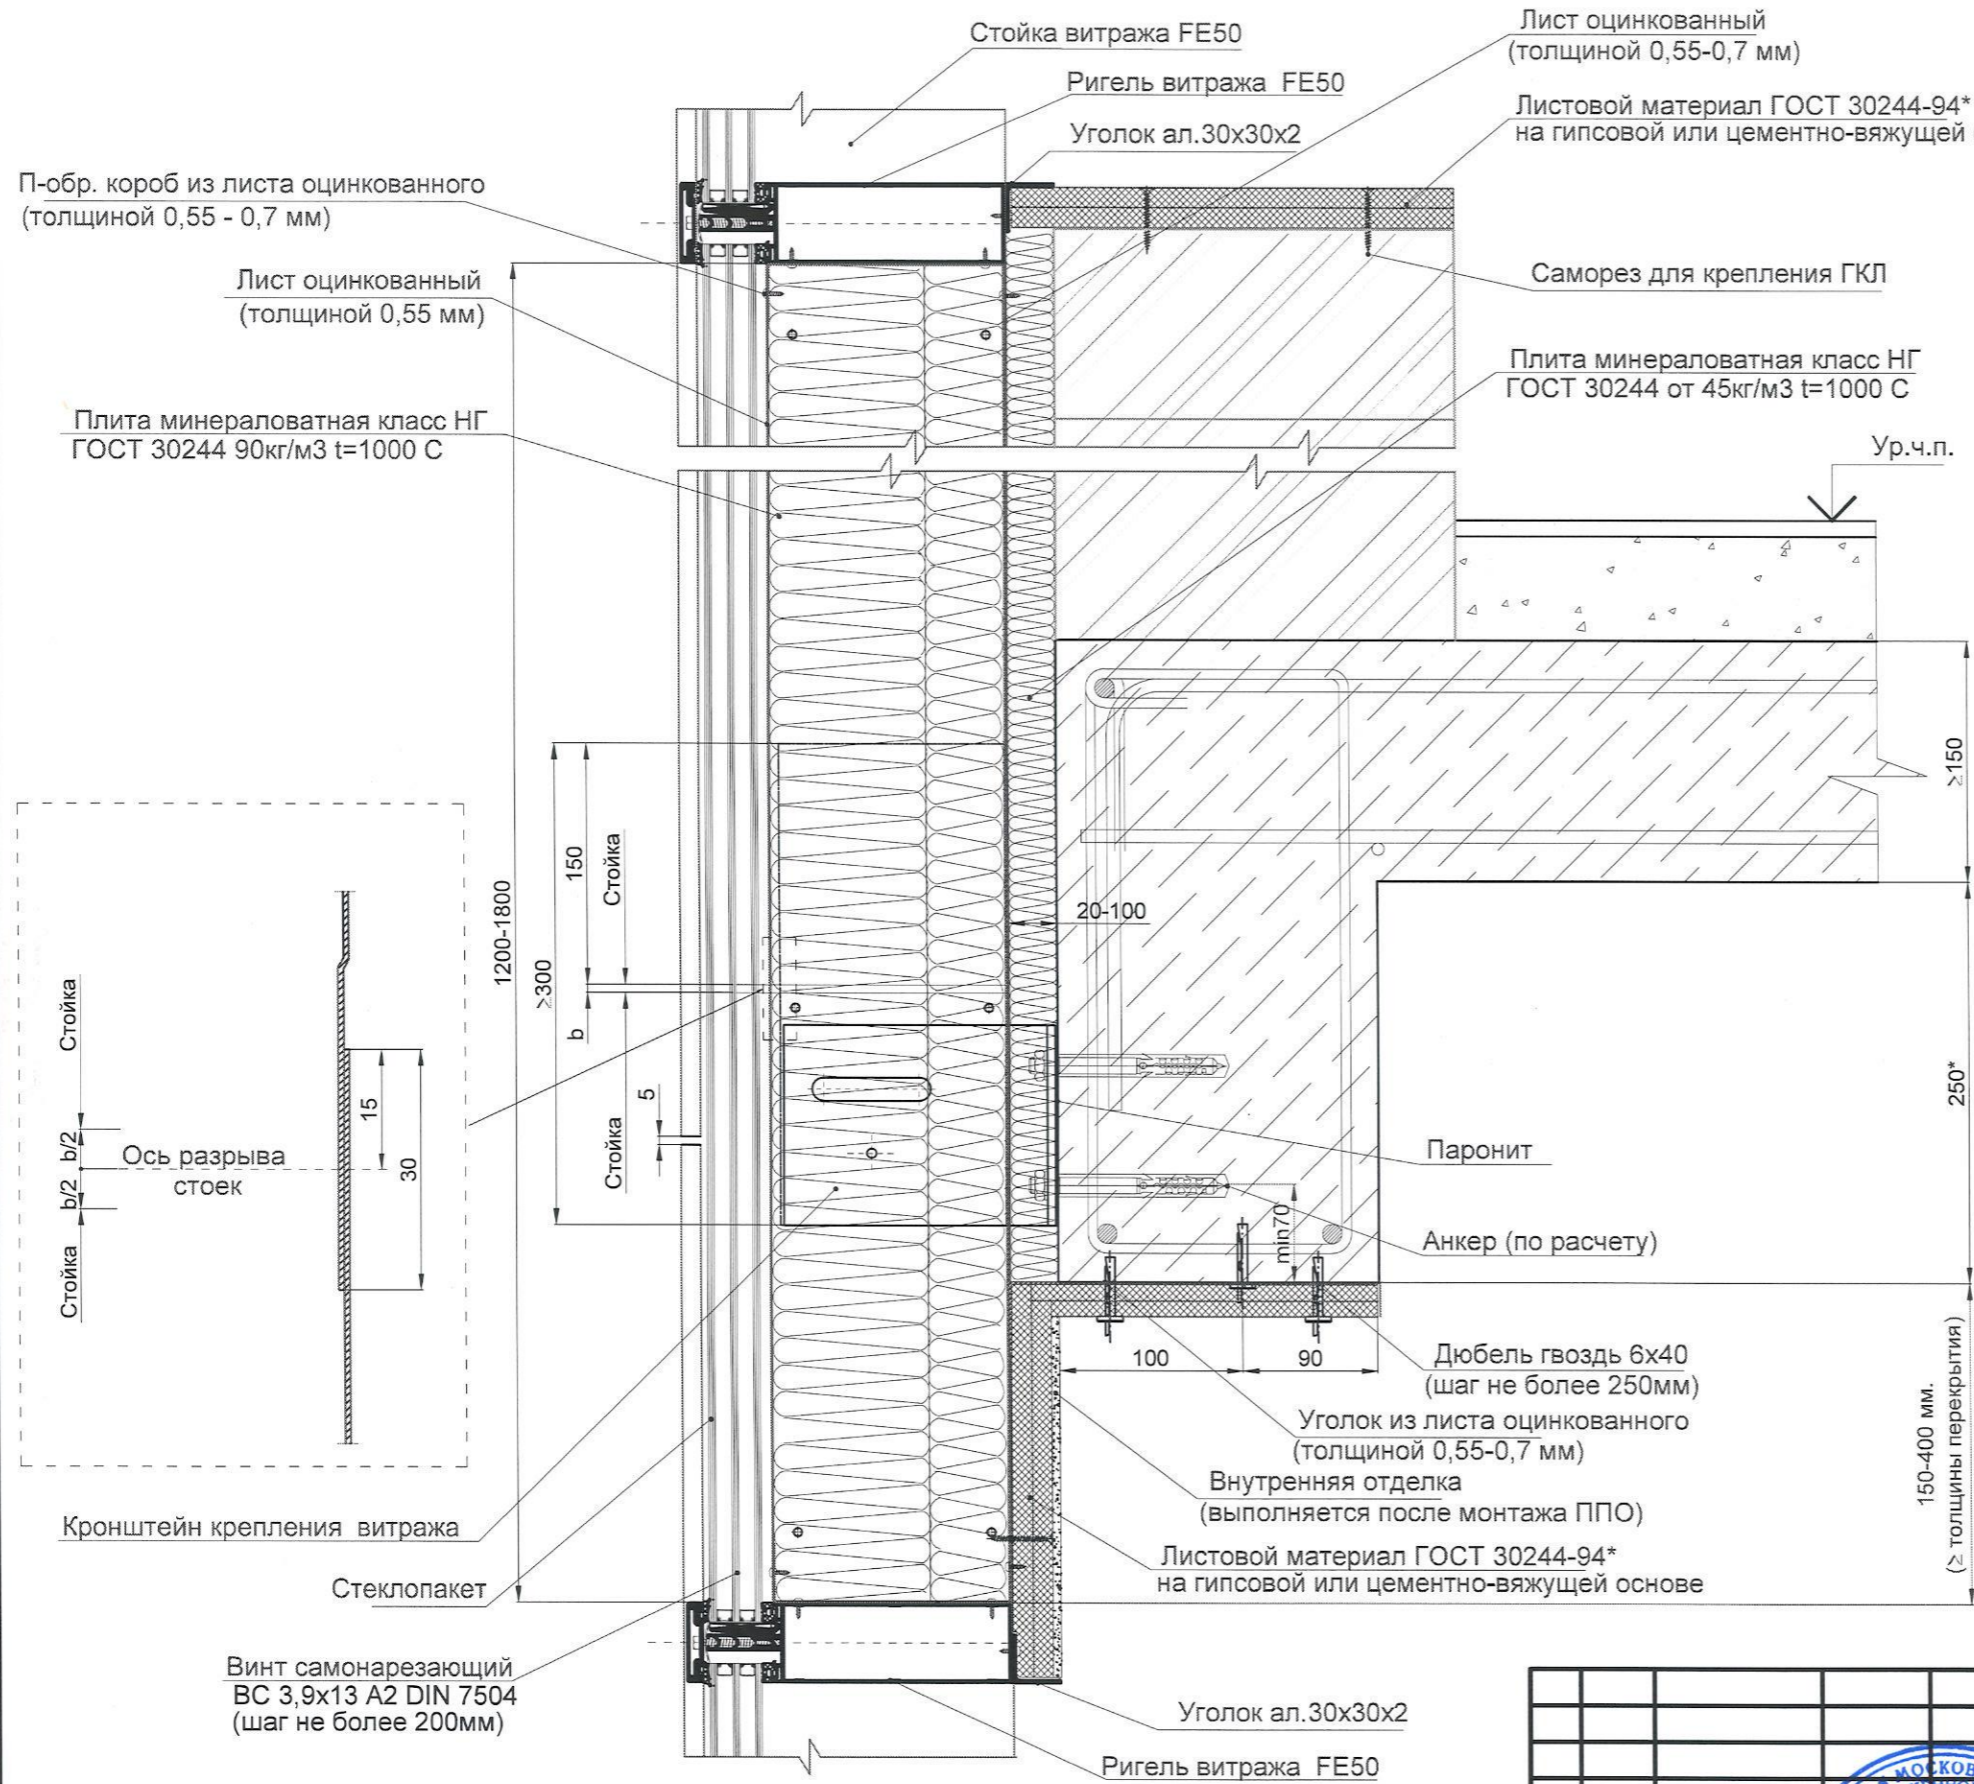 Стойка витража FE50
Ригель витража FE50
Уголок ал.30х30х2
Лист оцинкованный
(толщиной 0,55-0,7 мм)
Листовой материал ГОСТ 30244-94*
на гипсовой или цементно-вяжущей
П-обр. короб из листа оцинкованного
(толщиной 0,55 - 0,7 мм)
Лист оцинкованный
(толщиной 0,55 мм)
Саморез для крепления ГКЛ
Плита минераловатная класс НГ
ГОСТ 30244 от 45кг/м3 t=1000 С
Плита минераловатная класс НГ
ГОСТ 30244 90кг/м3 t=1000 С
Ур.ч.п.
1200-1800
≥300
150
Стойка
b
Стойка
5
20-100
≥150
250*
150-400 мм.
(≥ толщины перекрытия)
Стойка
b/2
b/2
Стойка
Ось разрыва
стоек
15
30
Паронит
min70
Анкер (по расчету)
100
90
Дюбель гвоздь 6х40
(шаг не более 250мм)
Уголок из листа оцинкованного
(толщиной 0,55-0,7 мм)
Внутренняя отделка
(выполняется после монтажа ППО)
Листовой материал ГОСТ 30244-94*
на гипсовой или цементно-вяжущей основе
Кронштейн крепления витража
Стеклопакет
Винт самонарезающий
ВС 3,9х13 А2 DIN 7504
(шаг не более 200мм)
Уголок ал.30х30х2
Ригель витража FE50